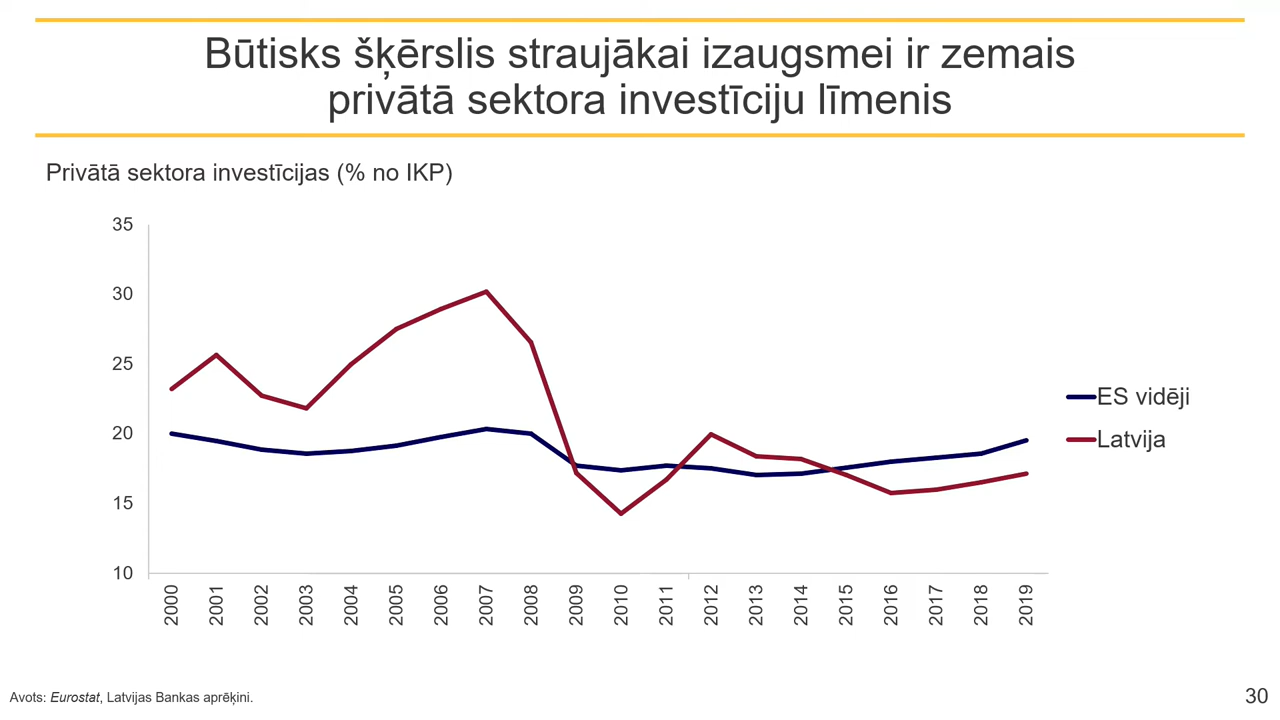 Būtisks šķērslis straujākai izaugsmei ir zemais
privātā sektora investīciju līmenis
Privātā sektora investīcijas (% no IKP)
35
30
25
20
15
10
2000 2001 2002 2003 2004 2005 2006 2007 2008 2009 2010 2011 2012 2013 2014 2015 2016 2017 2018 2019
ES vidēji
Latvija
Avots: Eurostat, Latvijas Bankas aprēķini.
30